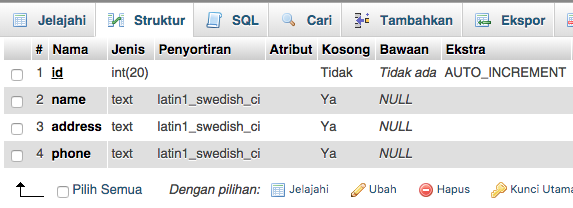 Jelajahi Struktur SQL Cari Tambahkan Ekspor
# Nama Jenis Penyortiran Atribut Kosong Bawaan Ekstra
1 id int(20) Tidak Tidak ada AUTO_INCREMENT
2 name text latin1_swedish_ci Ya NULL
3 address text latin1_swedish_ci Ya NULL
4 phone text latin1_swedish_ci Ya NULL
Pilih Semua Dengan pilihan: Jelajahi Ubah Hapus Kunci Utama